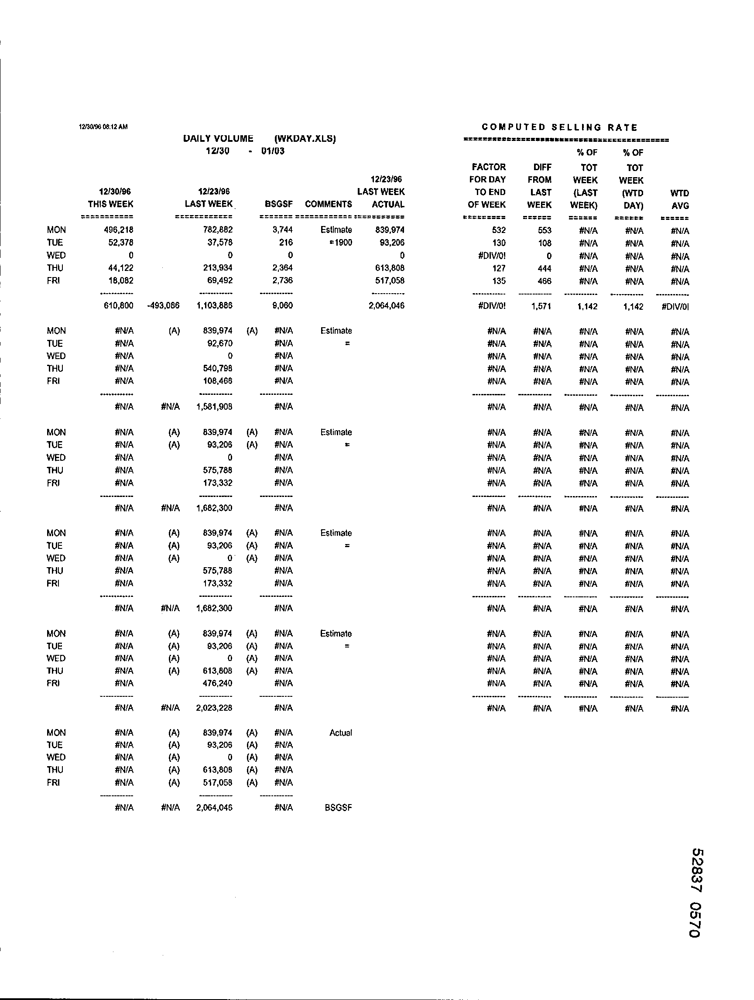 12/30/96 08:12 AM COMPUTED SELLING RATE
DAILY VOLUME (WKDAY.XLS) ==========================================
12/30 - 01/03 % OF % OF
FACTOR DIFF TOT TOT
12/23/96 FOR DAY FROM WEEK WEEK
12/30/96 12/23/96 LAST WEEK TO END LAST (LAST (WTD WTD
THIS WEEK LAST WEEK BSGSF COMMENTS ACTUAL OF WEEK WEEK WEEK) DAY) AVG
=========== ============ ======= =========== =========== ========= ====== ====== ====== ======
MON 496,218 782,882 3,744 Estimate 839,974 532 553 #N/A #N/A #N/A
TUE 52,378 37,578 216 =1900 93,206 130 108 #N/A #N/A #N/A
WED 0 0 0 0 #DIV/0! 0 #N/A #N/A #N/A
THU 44,122 213,934 2,364 613,808 127 444 #N/A #N/A #N/A
FRI 18,082 69,492 2,736 517,058 135 466 #N/A #N/A #N/A
----------- ----------- ----------- ----------- ----------- ----------- ----------- ----------- -----------
610,800 -493,086 1,103,886 9,060 2,064,046 #DIV/0! 1,571 1,142 1,142 #DIV/0!
MON #N/A (A) 839,974 (A) #N/A Estimate #N/A #N/A #N/A #N/A #N/A
TUE #N/A 92,670 #N/A = #N/A #N/A #N/A #N/A #N/A
WED #N/A 0 #N/A #N/A #N/A #N/A #N/A #N/A
THU #N/A 540,798 #N/A #N/A #N/A #N/A #N/A #N/A
FRI #N/A 108,466 #N/A #N/A #N/A #N/A #N/A #N/A
----------- ----------- ----------- ----------- ----------- ----------- ----------- -----------
#N/A #N/A 1,581,908 #N/A #N/A #N/A #N/A #N/A #N/A
MON #N/A (A) 839,974 (A) #N/A Estimate #N/A #N/A #N/A #N/A #N/A
TUE #N/A (A) 93,206 (A) #N/A = #N/A #N/A #N/A #N/A #N/A
WED #N/A 0 #N/A #N/A #N/A #N/A #N/A #N/A
THU #N/A 575,788 #N/A #N/A #N/A #N/A #N/A #N/A
FRI #N/A 173,332 #N/A #N/A #N/A #N/A #N/A #N/A
----------- ----------- ----------- ----------- ----------- ----------- ----------- -----------
#N/A #N/A 1,682,300 #N/A #N/A #N/A #N/A #N/A #N/A
MON #N/A (A) 839,974 (A) #N/A Estimate #N/A #N/A #N/A #N/A #N/A
TUE #N/A (A) 93,206 (A) #N/A = #N/A #N/A #N/A #N/A #N/A
WED #N/A (A) 0 (A) #N/A #N/A #N/A #N/A #N/A #N/A
THU #N/A 575,788 #N/A #N/A #N/A #N/A #N/A #N/A
FRI #N/A 173,332 #N/A #N/A #N/A #N/A #N/A #N/A
----------- ----------- ----------- ----------- ----------- ----------- ----------- -----------
#N/A #N/A 1,682,300 #N/A #N/A #N/A #N/A #N/A #N/A
MON #N/A (A) 839,974 (A) #N/A Estimate #N/A #N/A #N/A #N/A #N/A
TUE #N/A (A) 93,206 (A) #N/A = #N/A #N/A #N/A #N/A #N/A
WED #N/A (A) 0 (A) #N/A #N/A #N/A #N/A #N/A #N/A
THU #N/A (A) 613,808 (A) #N/A #N/A #N/A #N/A #N/A #N/A
FRI #N/A 476,240 #N/A #N/A #N/A #N/A #N/A #N/A
----------- ----------- ----------- ----------- ----------- ----------- -----------
#N/A #N/A 2,023,228 #N/A #N/A #N/A #N/A #N/A #N/A
MON #N/A (A) 839,974 (A) #N/A Actual
TUE #N/A (A) 93,206 (A) #N/A
WED #N/A (A) 0 (A) #N/A
THU #N/A (A) 613,808 (A) #N/A
FRI #N/A (A) 517,058 (A) #N/A
----------- ----------- -----------
#N/A #N/A 2,064,046 #N/A BSGSF
52837 0570